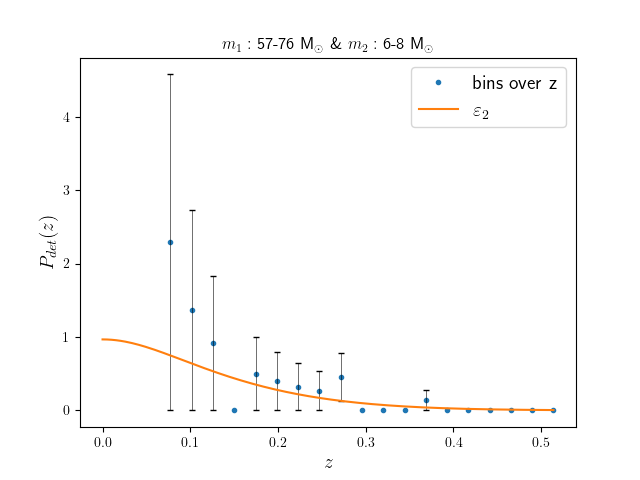 m₁ : 57-76 M⊙ & m₂ : 6-8 M⊙
bins over z
ε₂
P_det(z)
4
3
2
1
0
0.0 0.1 0.2 0.3 0.4 0.5
z